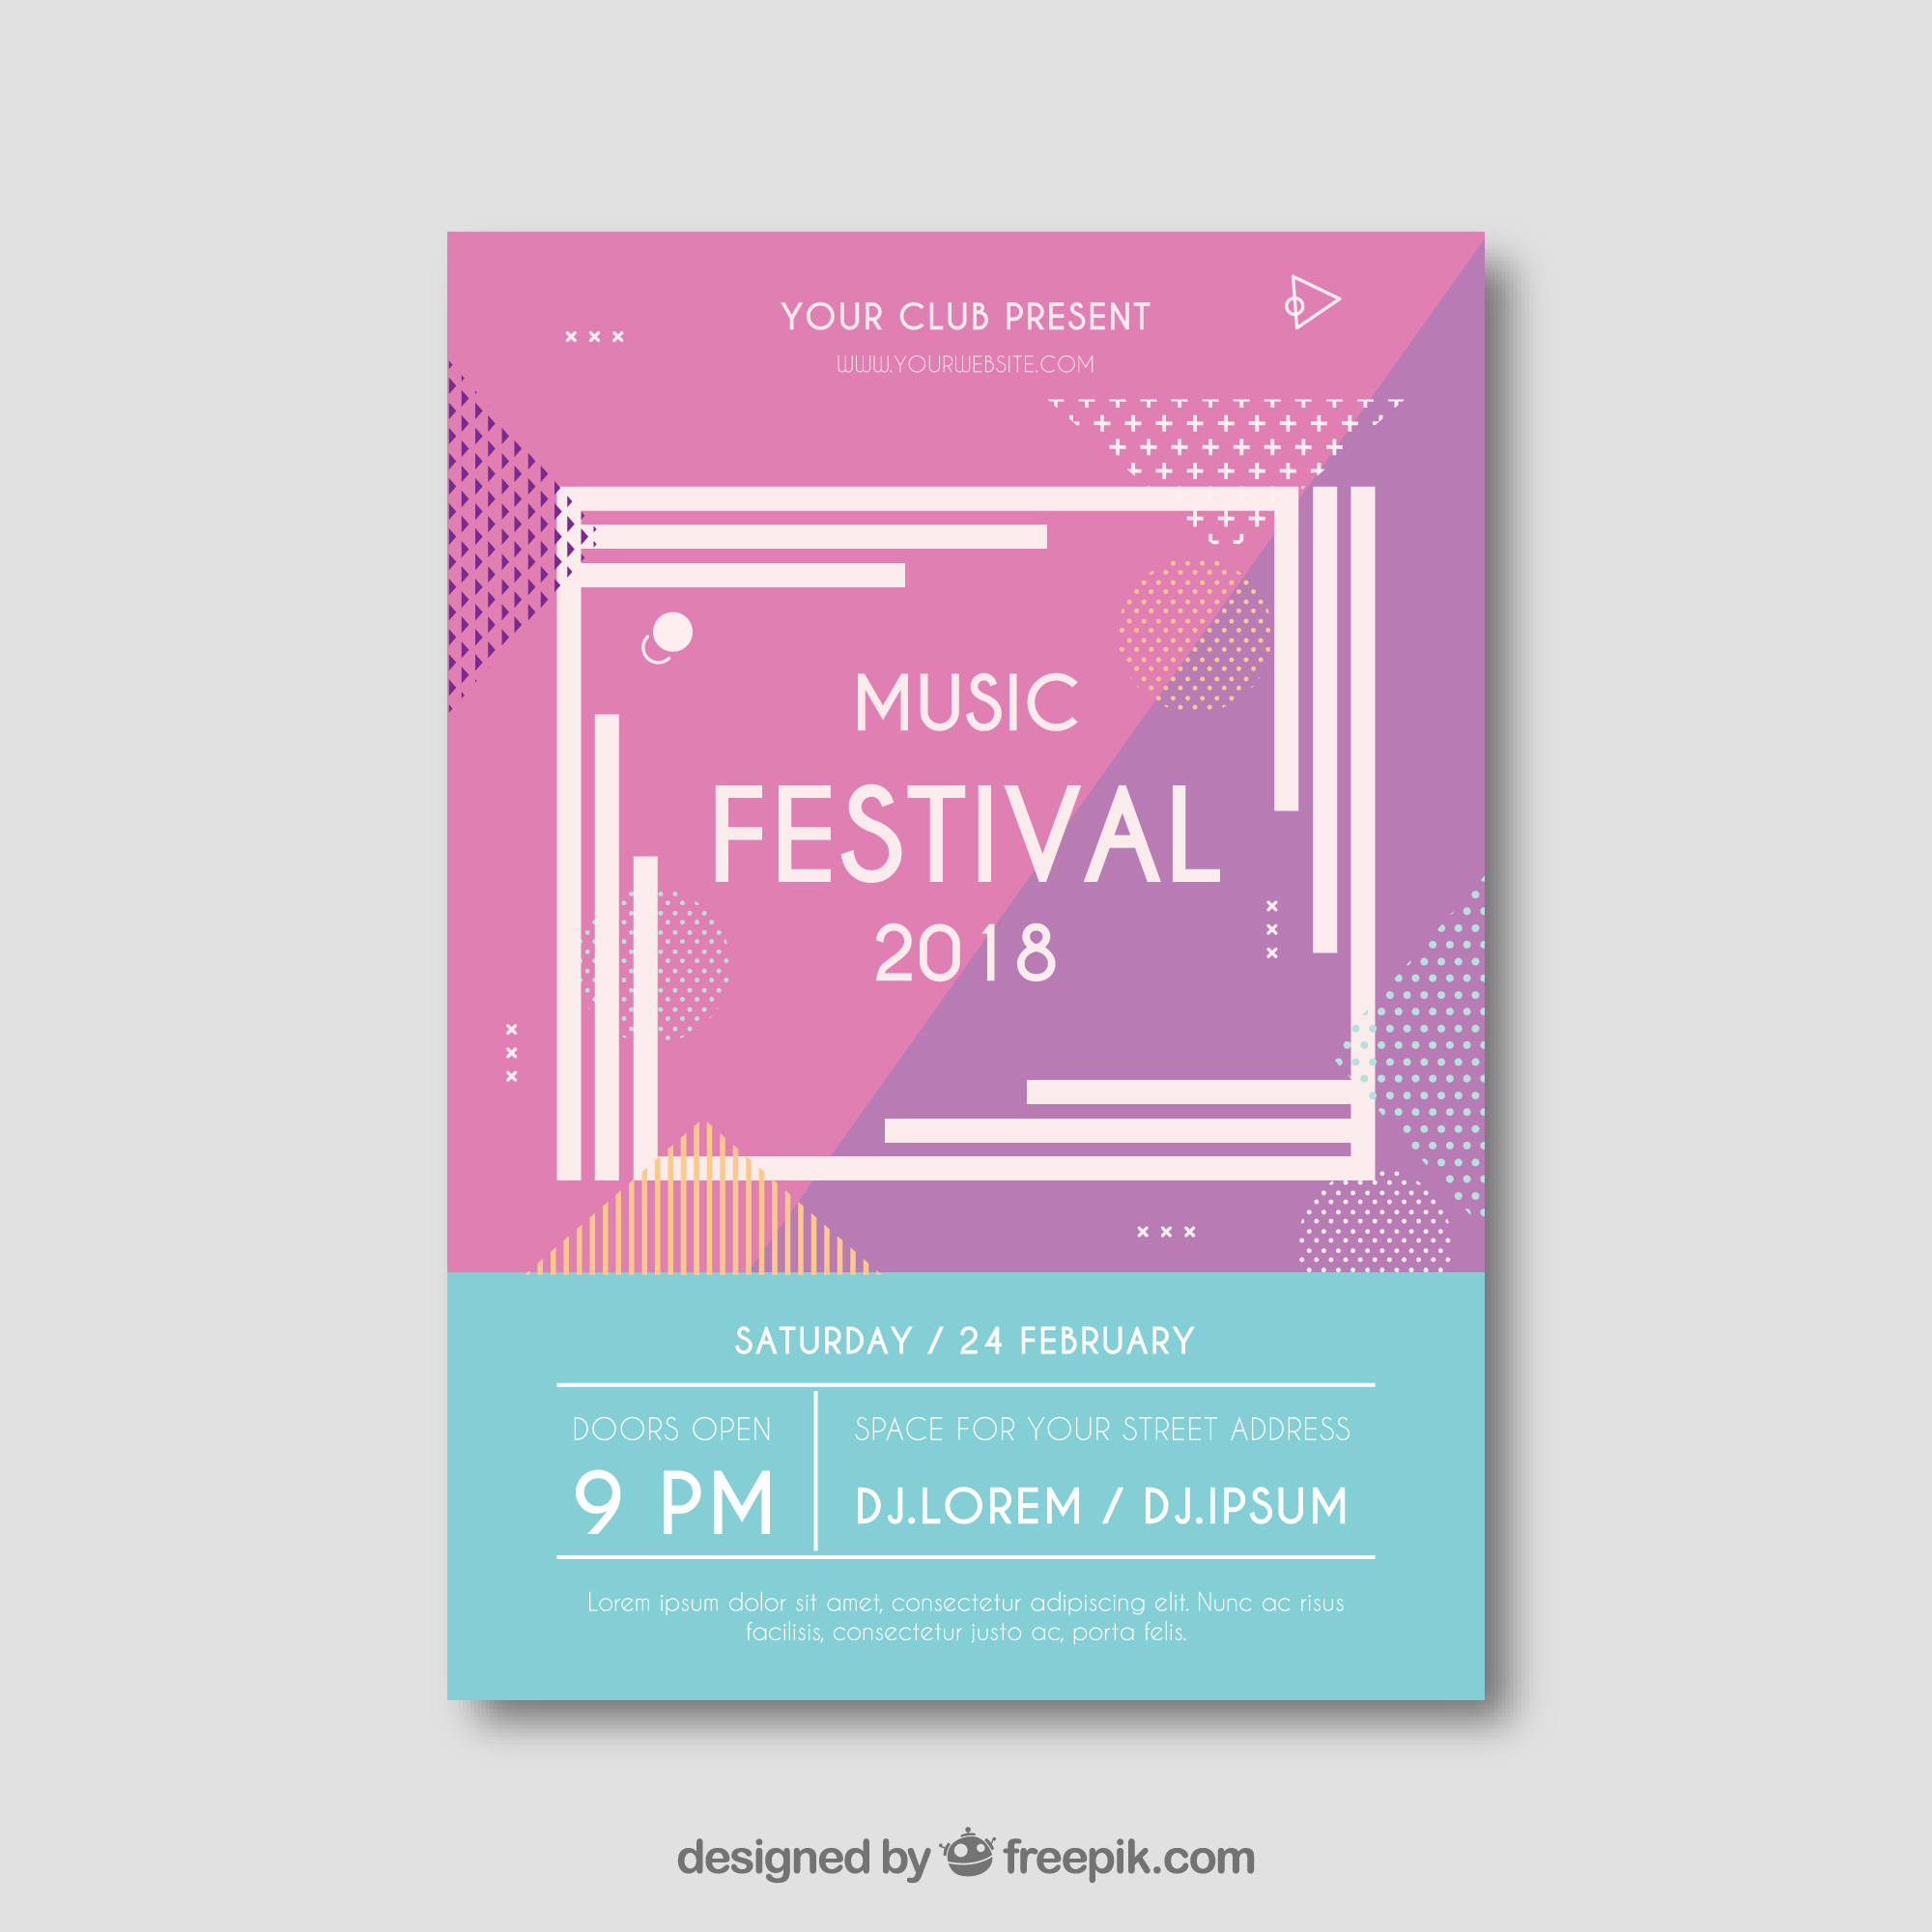 YOUR CLUB PRESENT
WWW.YOURWEBSITE.COM
MUSIC
FESTIVAL
2018
SATURDAY / 24 FEBRUARY
DOORS OPEN
9 PM
SPACE FOR YOUR STREET ADDRESS
DJ.LOREM / DJ.IPSUM
Lorem ipsum dolor sit amet, consectetur adipiscing elit. Nunc ac risus
facilisis, consectetur justo ac, porta felis.
designed by freepik.com